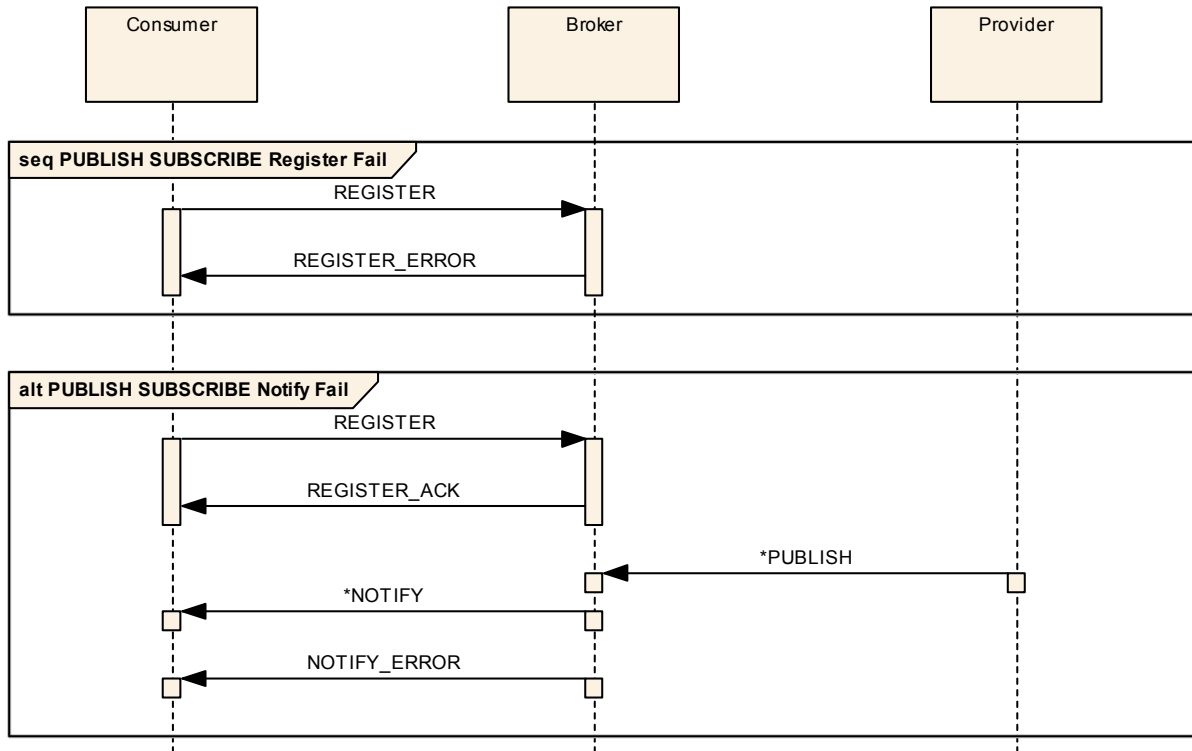 Consumer
Broker
Provider
seq PUBLISH SUBSCRIBE Register Fail
REGISTER
REGISTER_ERROR
alt PUBLISH SUBSCRIBE Notify Fail
REGISTER
REGISTER_ACK
*PUBLISH
*NOTIFY
NOTIFY_ERROR